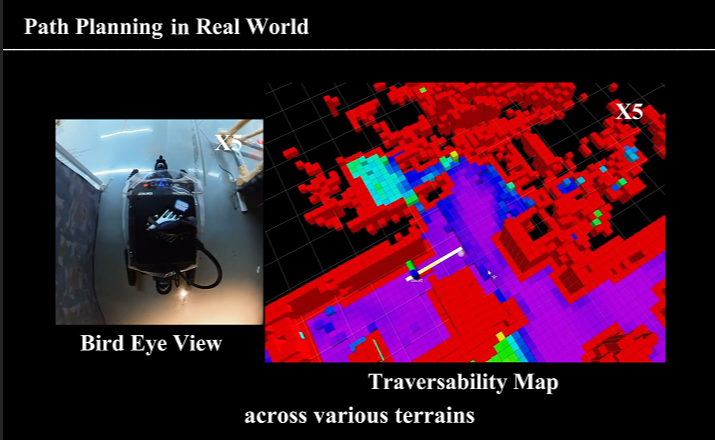 Path Planning in Real World
X5
X5
Bird Eye View
Traversability Map
across various terrains